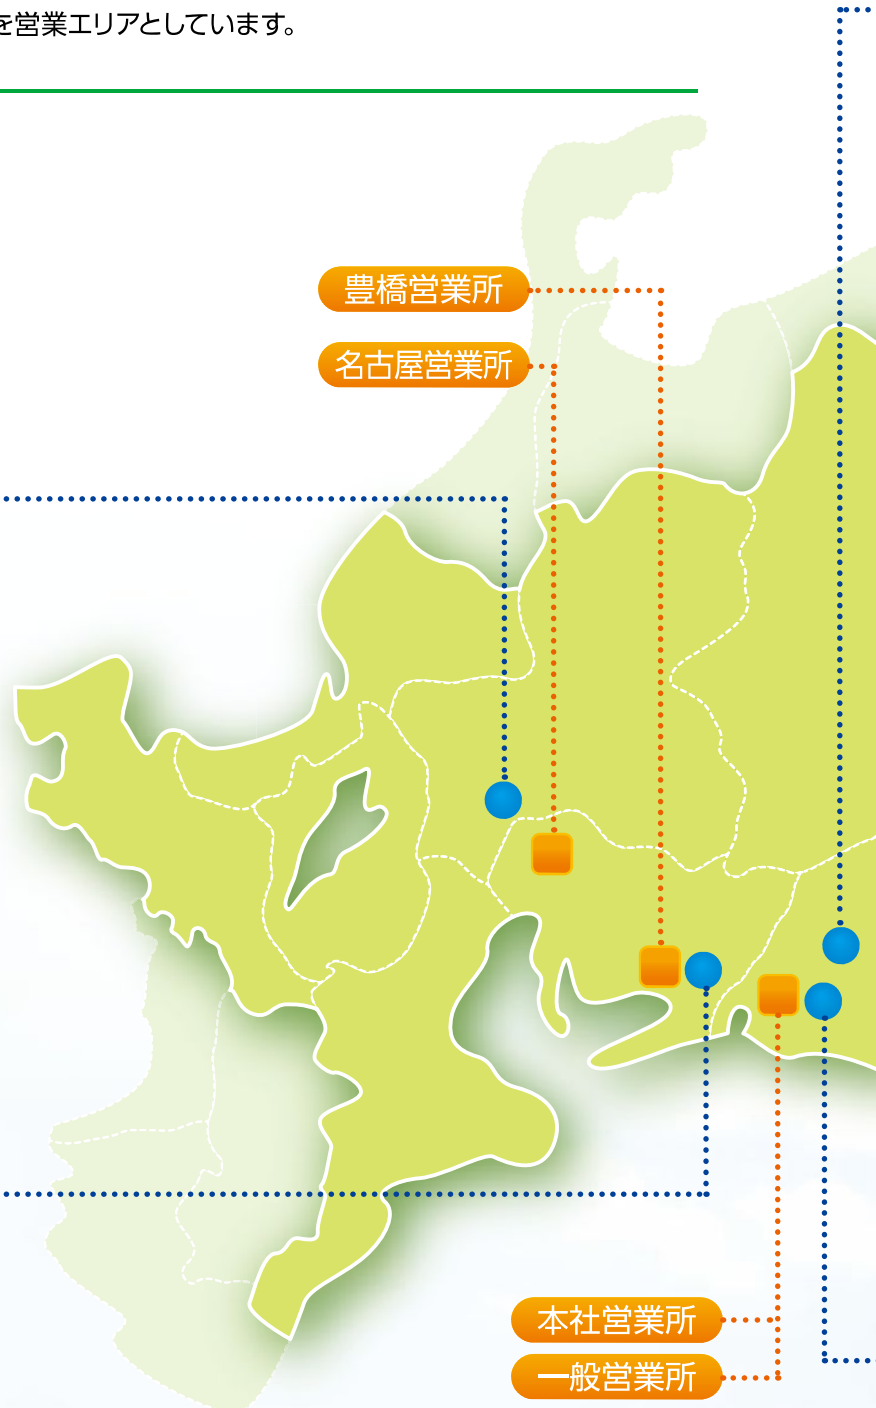 を営業エリアとしています。
豊橋営業所
名古屋営業所
本社営業所
一般営業所